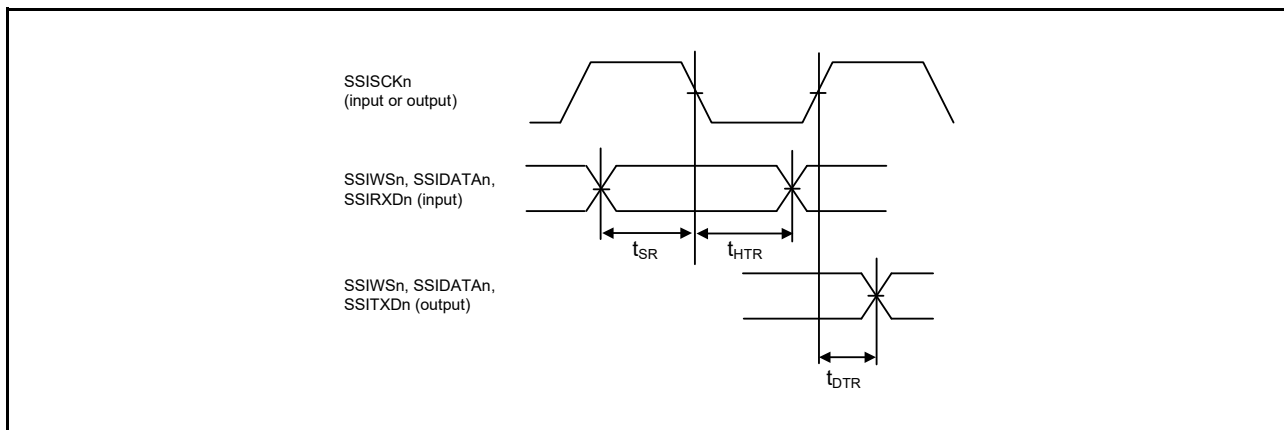 SSISCKn
(input or output)
SSIWSn, SSIDATAn,
SSIRXDn (input)
tSR
tHTR
SSIWSn, SSIDATAn,
SSITXDn (output)
tDTR